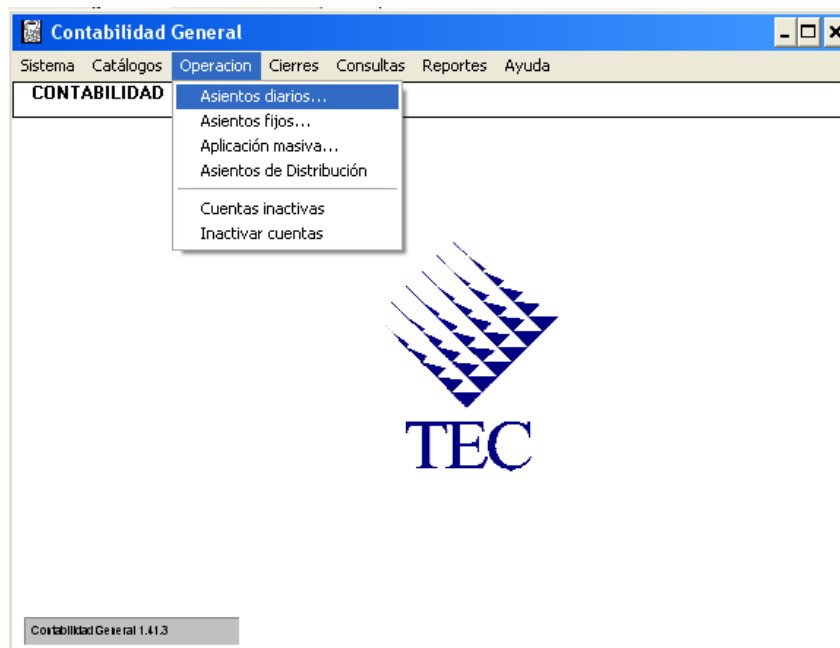 Contabilidad General
Sistema Catálogos Operacion Cierres Consultas Reportes Ayuda
CONTABILIDAD
Asientos diarios...
Asientos fijos...
Aplicación masiva...
Asientos de Distribución
Cuentas inactivas
Inactivar cuentas
TEC
Contabilidad General 1.41.3